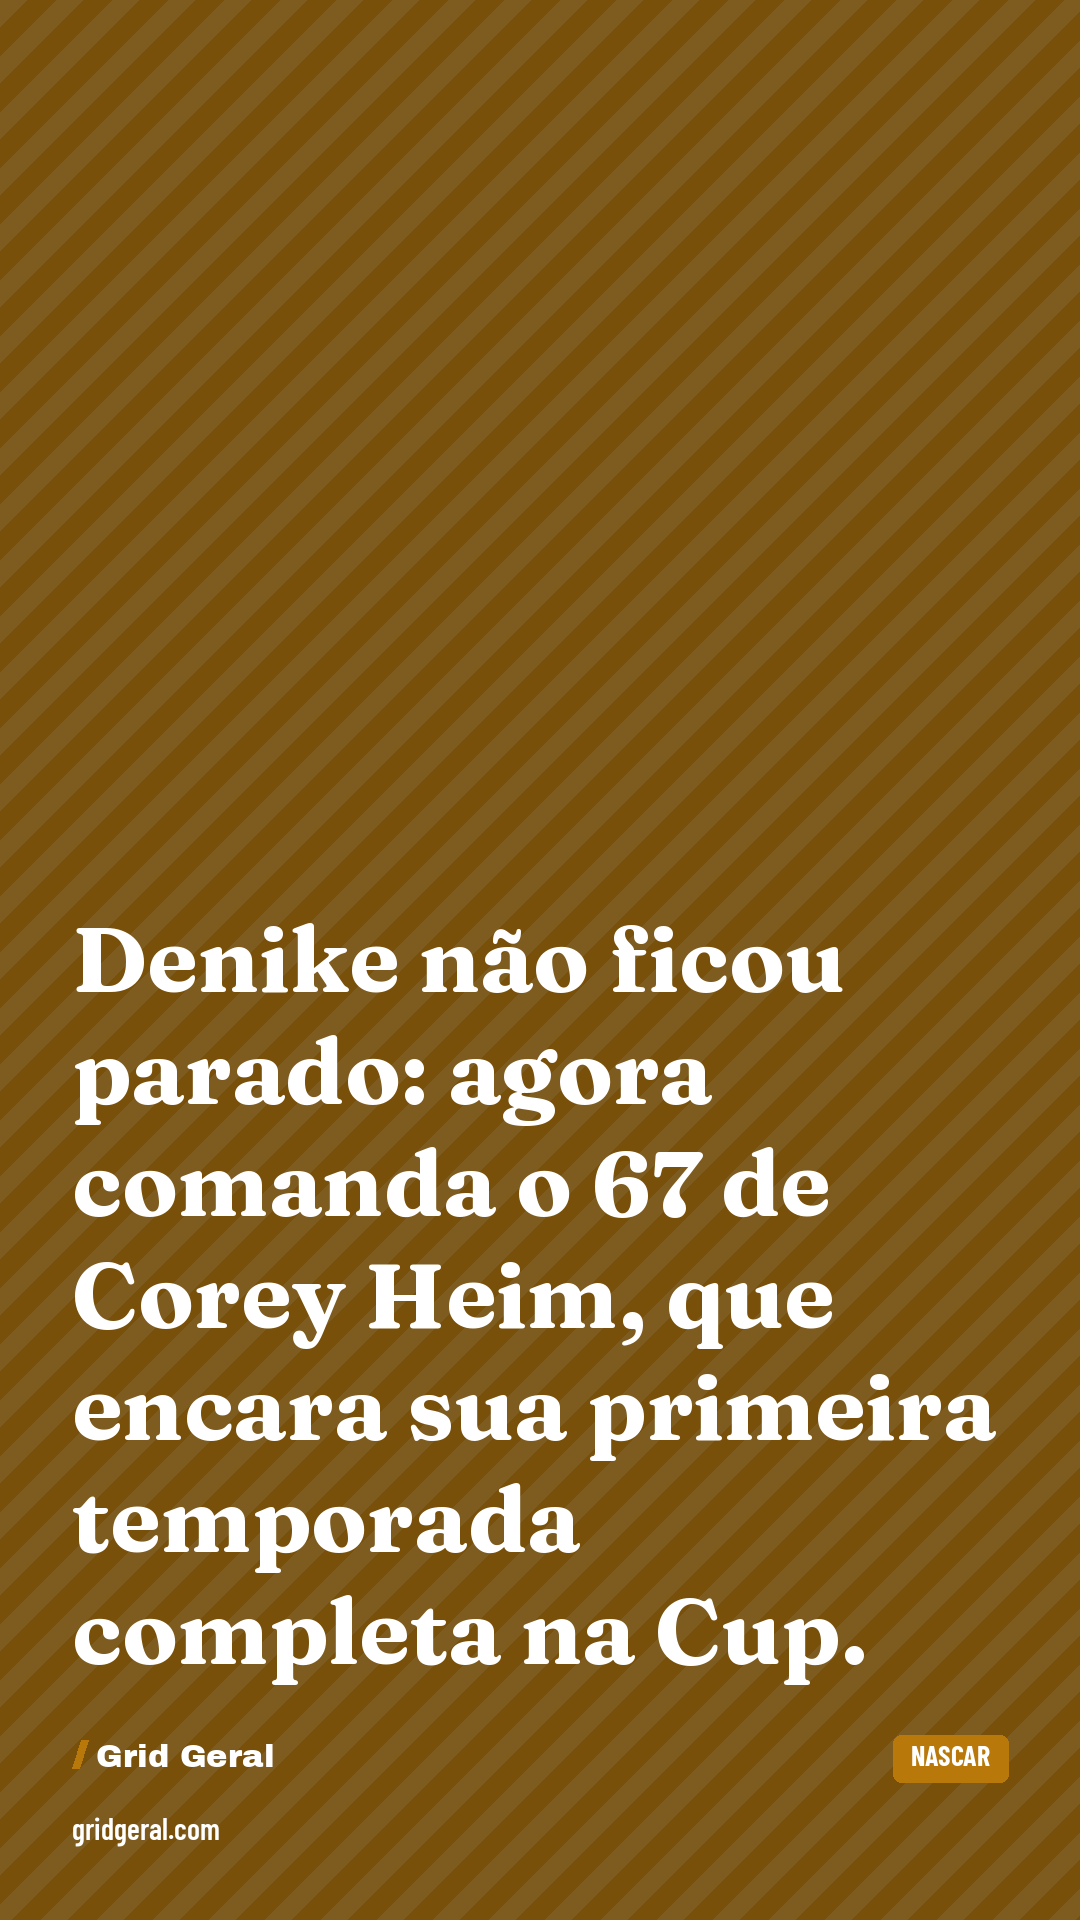 Denike não ficou
parado: agora
comanda o 67 de
Corey Heim, que
encara sua primeira
temporada
completa na Cup.
/ Grid Geral
NASCAR
gridgeral.com